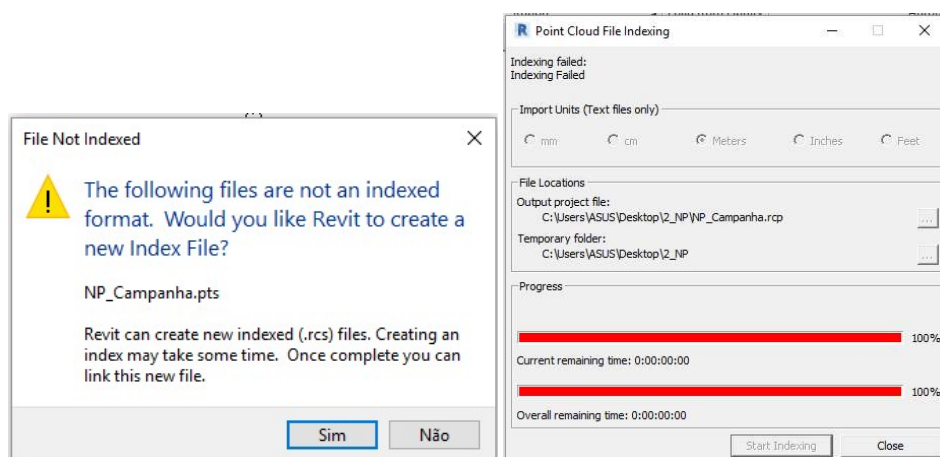 File Not Indexed
The following files are not an indexed
format. Would you like Revit to create a
new Index File?
NP_Campanha.pts
Revit can create new indexed (.rcs) files. Creating an
index may take some time. Once complete you can
link this new file.
Sim
Não
R Point Cloud File Indexing
Indexing failed:
Indexing Failed
Import Units (Text files only)
mm
cm
Meters
Inches
Feet
File Locations
Output project file:
C:\Users\ASUS\Desktop\2_NP\NP_Campanha.rcp
...
Temporary folder:
C:\Users\ASUS\Desktop\2_NP
...
Progress
100%
Current remaining time: 0:00:00:00
100%
Overall remaining time: 0:00:00:00
Start Indexing
Close